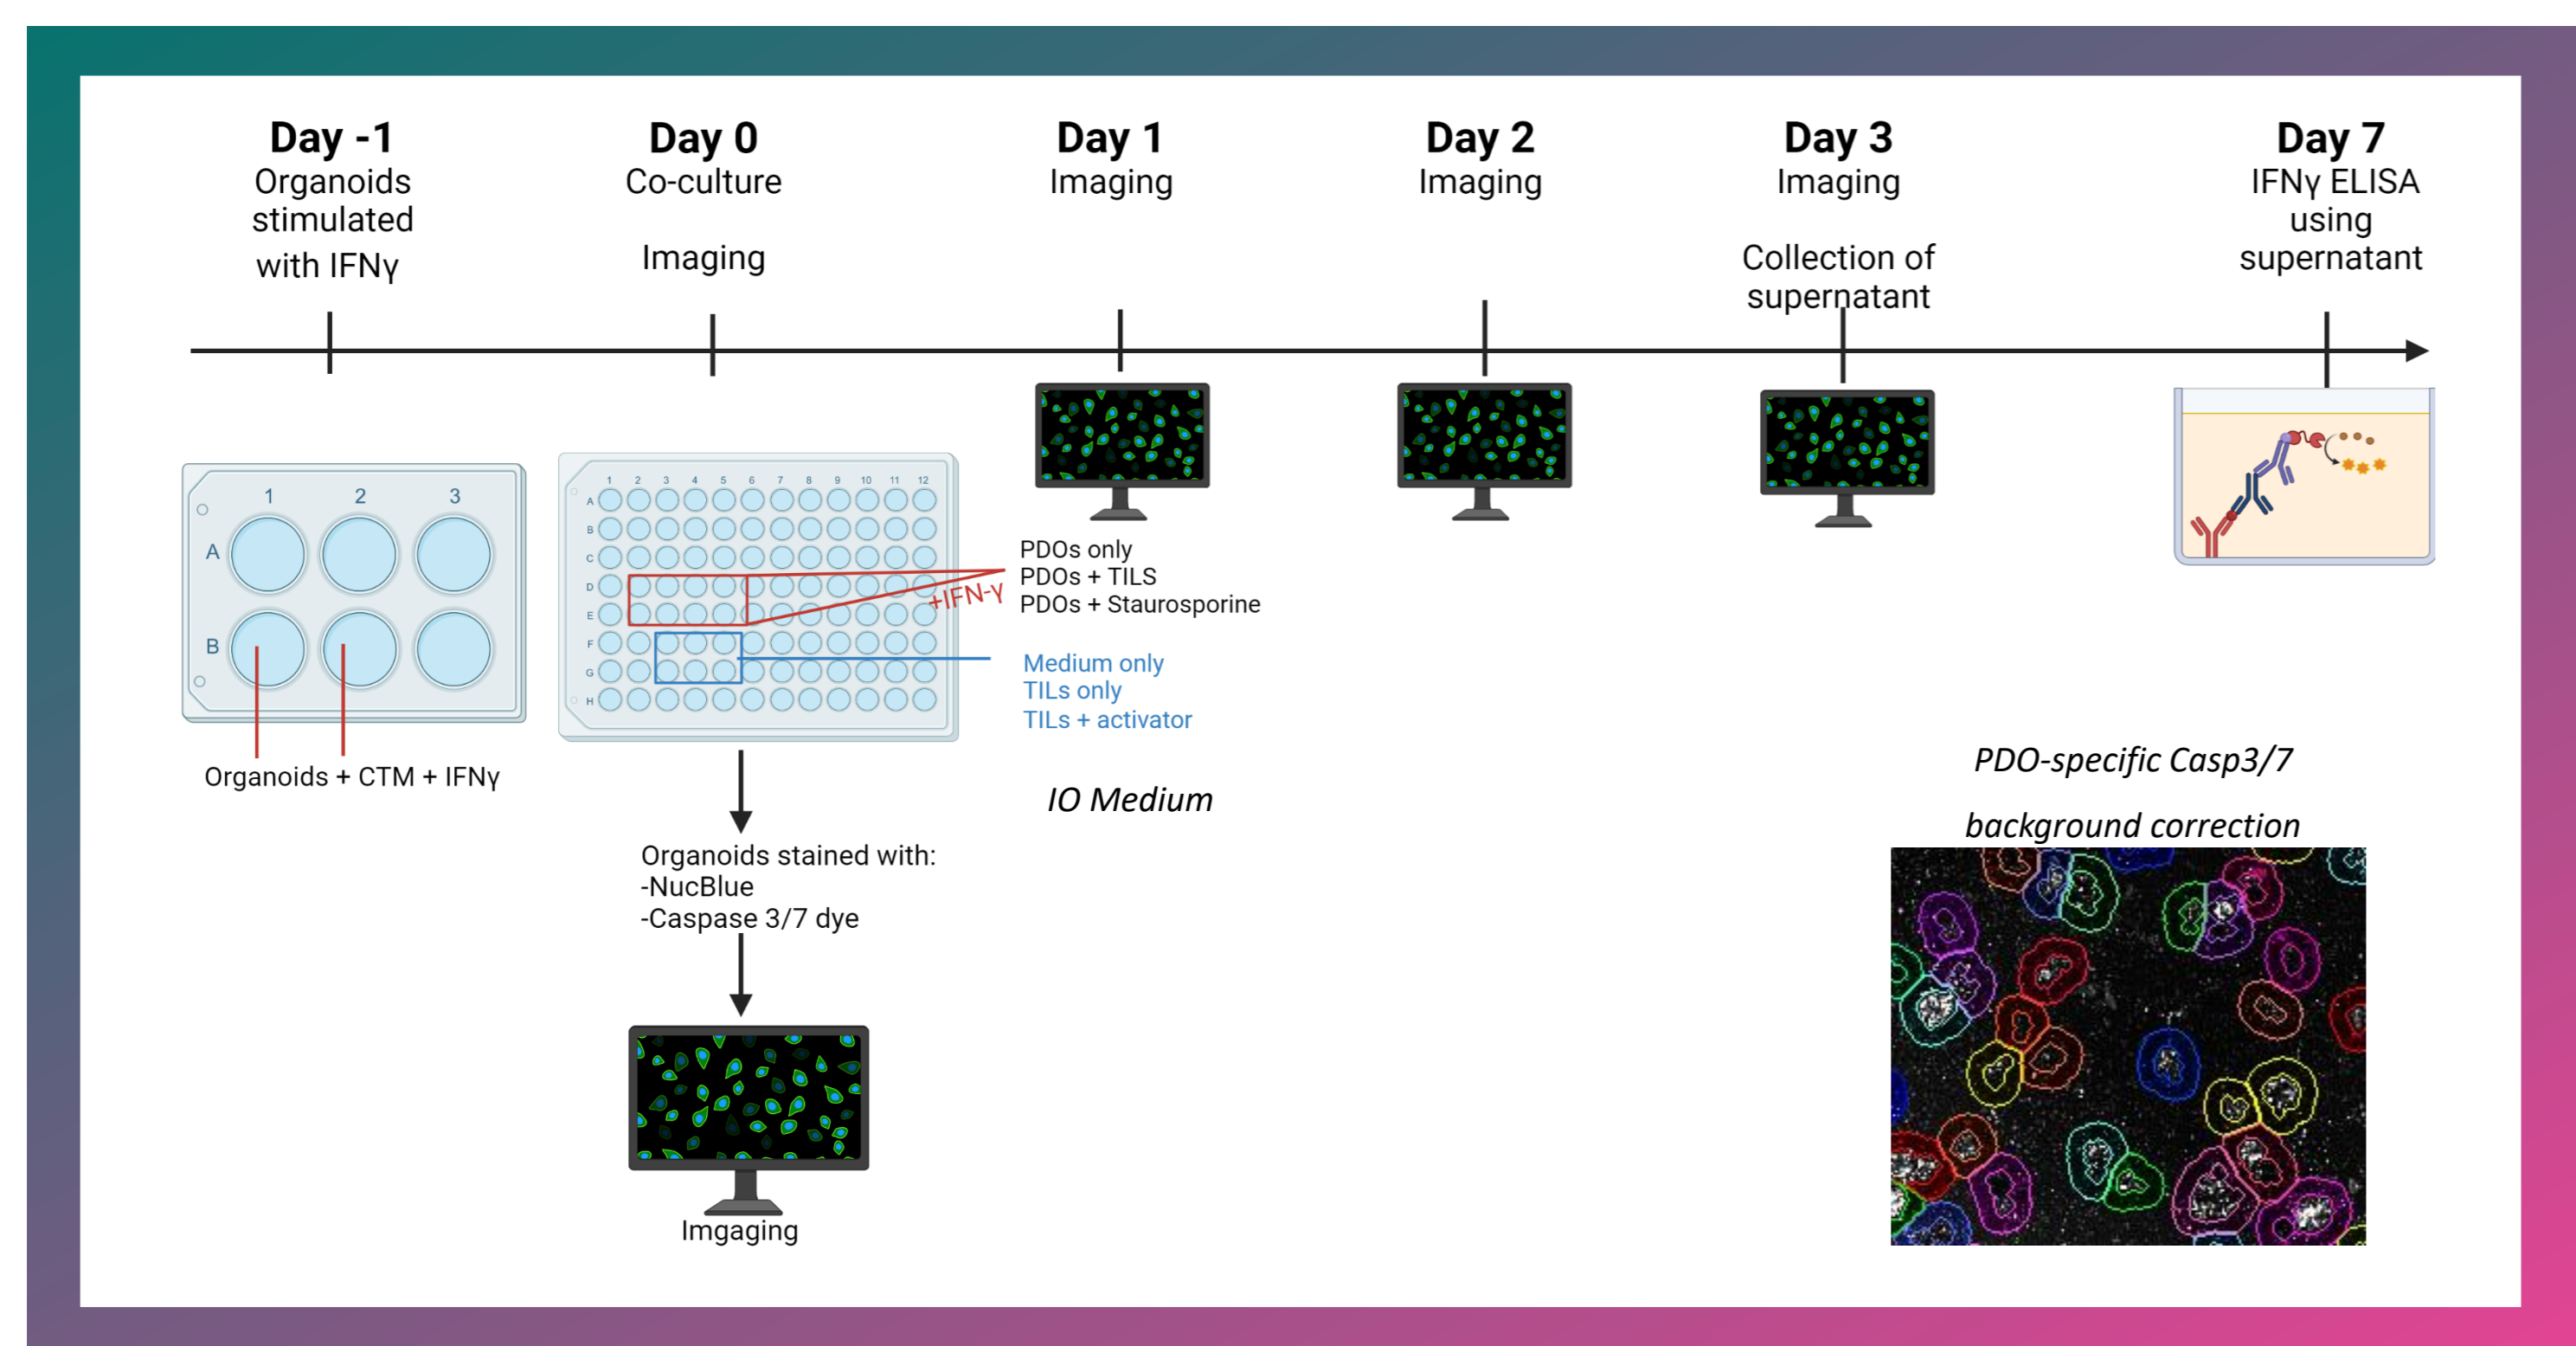 Day -1
Organoids
stimulated
with IFNγ
Day 0
Co-culture
Imaging
Day 1
Imaging
Day 2
Imaging
Day 3
Imaging
Collection of
supernatant
Day 7
IFNγ ELISA
using
supernatant
1 2 3
A
B
Organoids + CTM + IFNγ
1 2 3 4 5 6 7 8 9 10 11 12
A
B
C
D
E
F
G
H
+IFN-γ
PDOs only
PDOs + TILS
PDOs + Staurosporine
Medium only
TILs only
TILs + activator
IO Medium
Organoids stained with:
-NucBlue
-Caspase 3/7 dye
Imgaging
PDO-specific Casp3/7
background correction